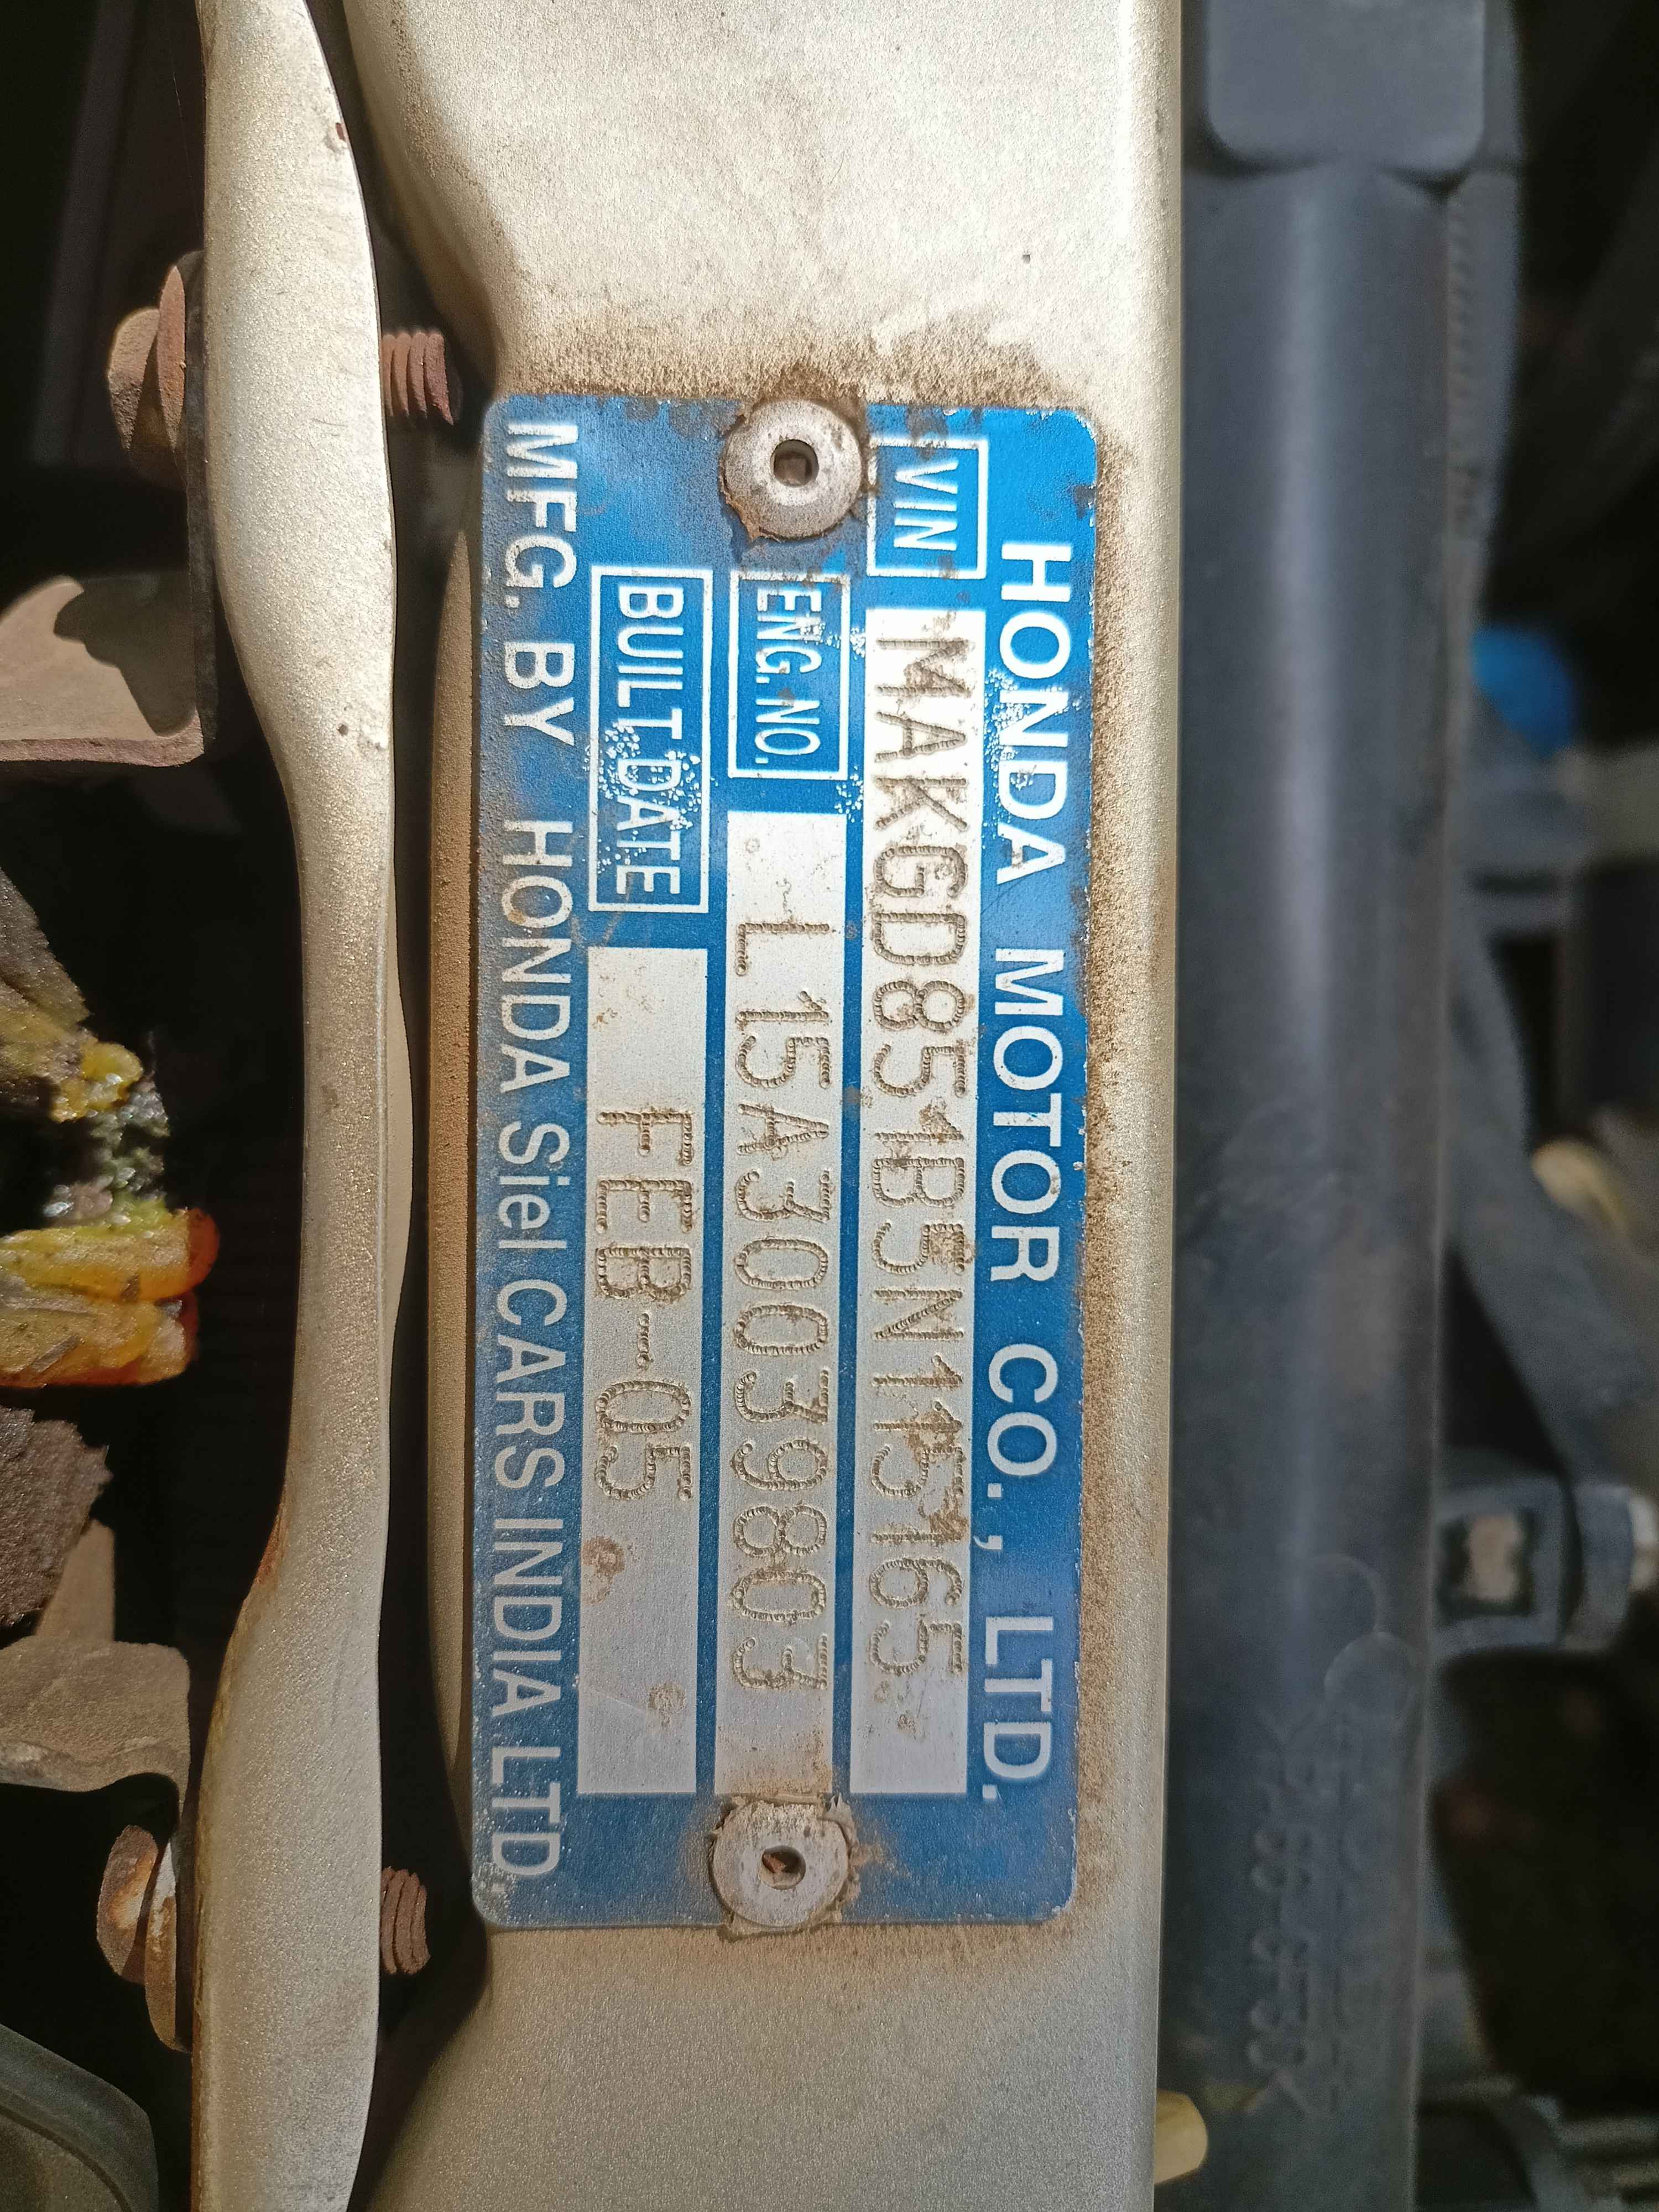 HONDA MOTOR CO., LTD.
VIN MAKGD851B5N115165
ENG. NO. L15A30039803
BUILT DATE FEB-05
MFG. BY HONDA Siel CARS INDIA LTD